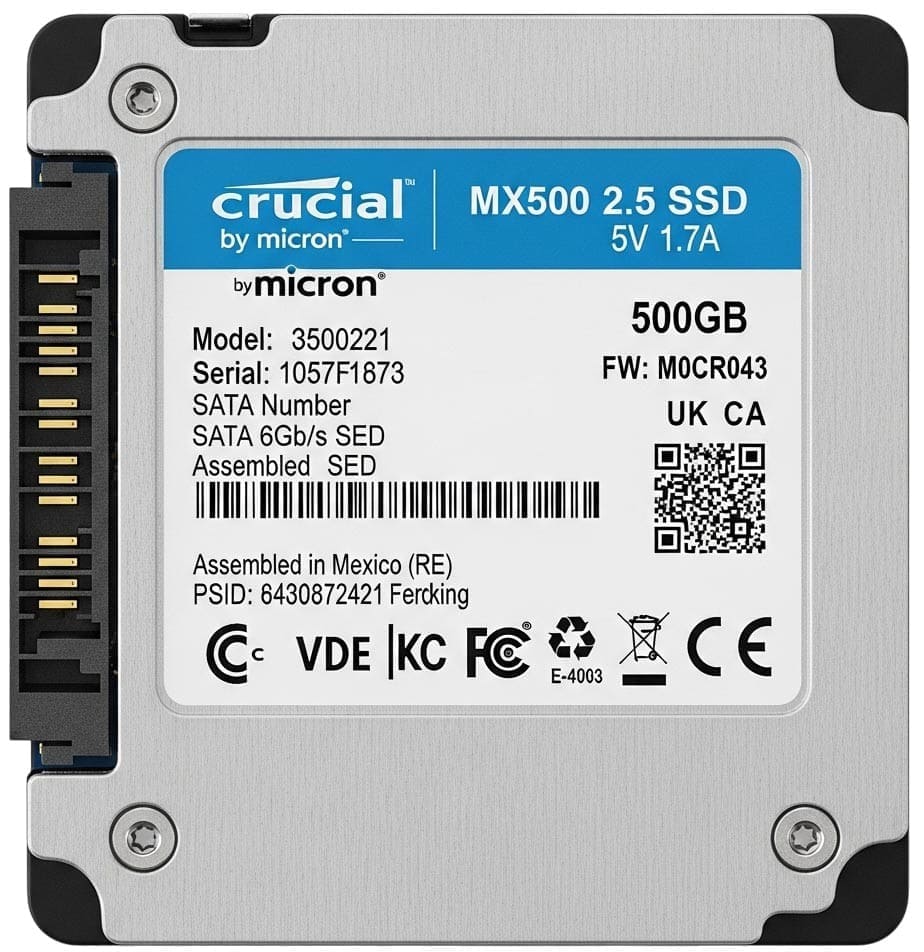 crucial™
by micron®
MX500 2.5 SSD
5V 1.7A
by micron®
500GB
Model: 3500221
FW: M0CR043
Serial: 1057F1873
SATA Number
UK CA
SATA 6Gb/s SED
Assembled SED
Assembled in Mexico (RE)
PSID: 6430872421 Fercking
C c VDE | KC FC ® CE
E-4003